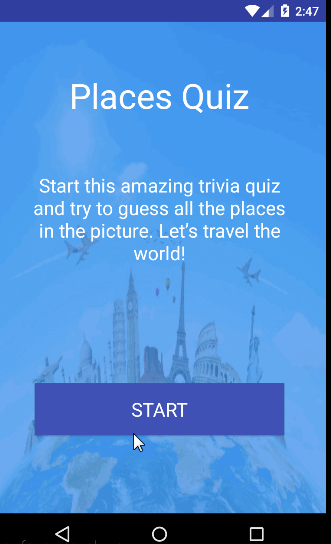 2:47
Places Quiz
Start this amazing trivia quiz
and try to guess all the places
in the picture. Let's travel the
world!
START